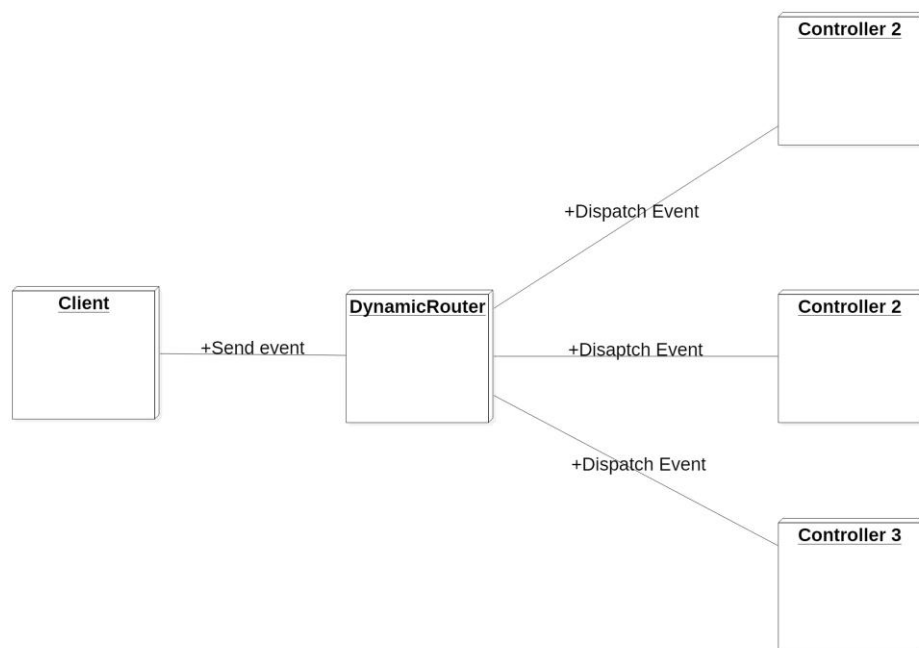 Controller 2
+Dispatch Event
Client
DynamicRouter
Controller 2
+Send event
+Disaptch Event
+Dispatch Event
Controller 3